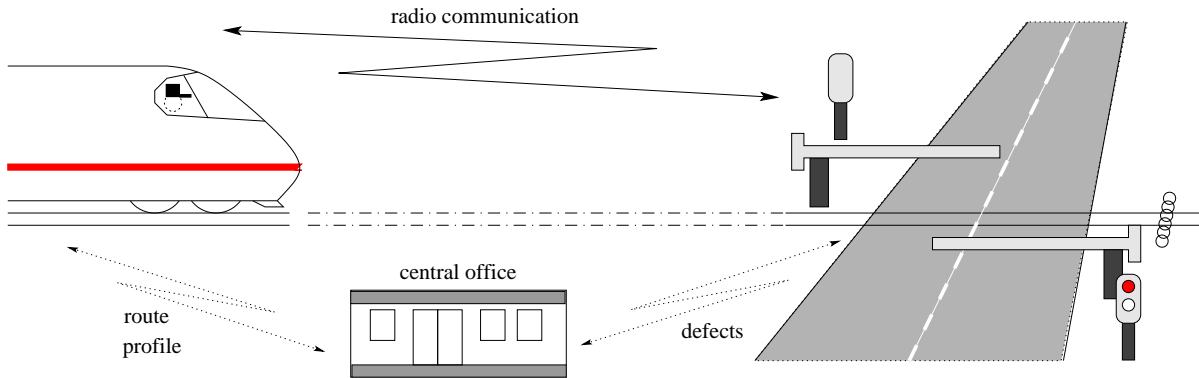 radio communication
central office
route
profile
defects